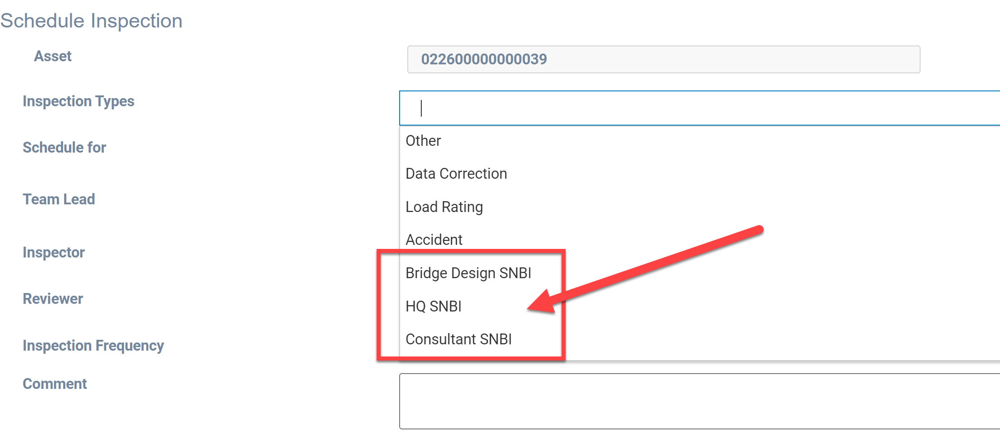 Schedule Inspection
Asset
022600000000039
Inspection Types
Other
Schedule for
Data Correction
Team Lead
Load Rating
Accident
Inspector
Bridge Design SNBI
Reviewer
HQ SNBI
Inspection Frequency
Consultant SNBI
Comment